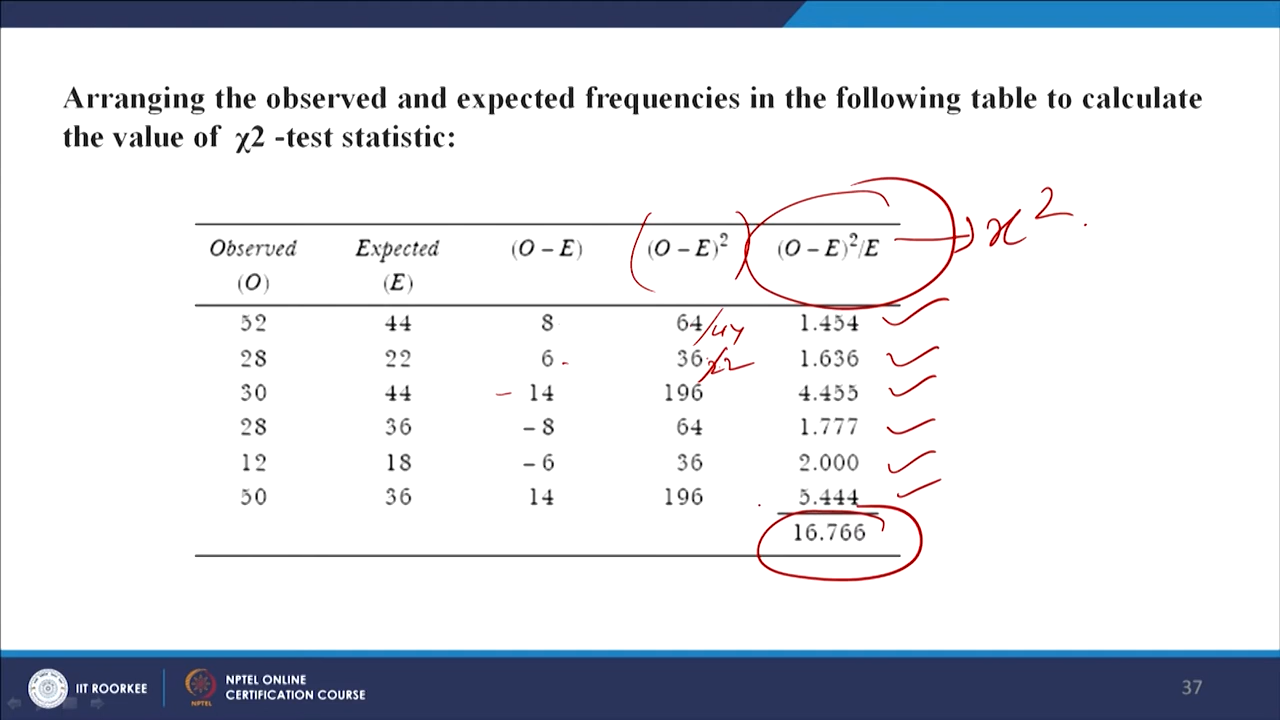 Arranging the observed and expected frequencies in the following table to calculate
the value of χ2 -test statistic:
x²
Observed Expected (O – E) (O – E)² (O – E)²/E
(O) (E)
52 44 8 64/44 1.454
28 22 6 36/22 1.636
30 44 – 14 196 4.455
28 36 – 8 64 1.777
12 18 – 6 36 2.000
50 36 14 196 5.444
16.766
IIT ROORKEE
NPTEL
NPTEL ONLINE
CERTIFICATION COURSE
37